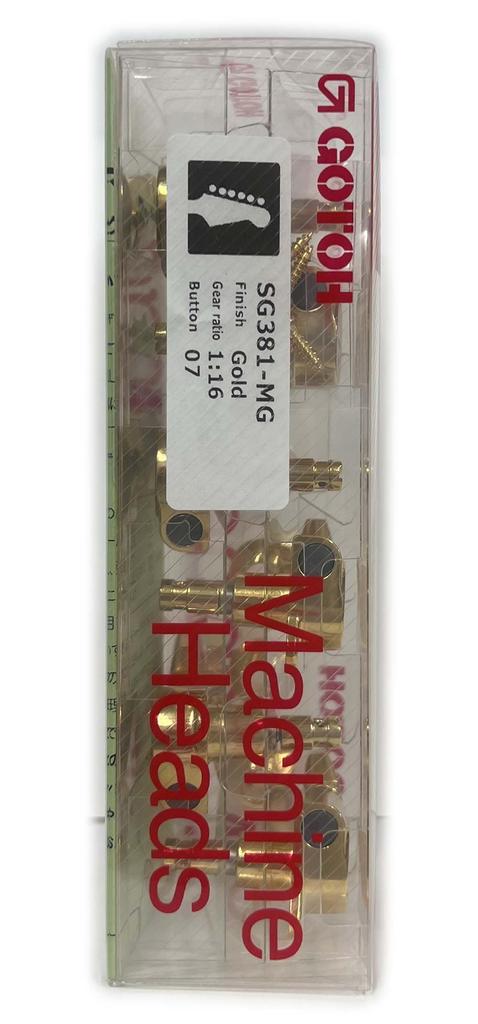 GOTOH
SG381-MG
Finish Gold
Gear ratio 1:16
Button 07
Machine
Heads